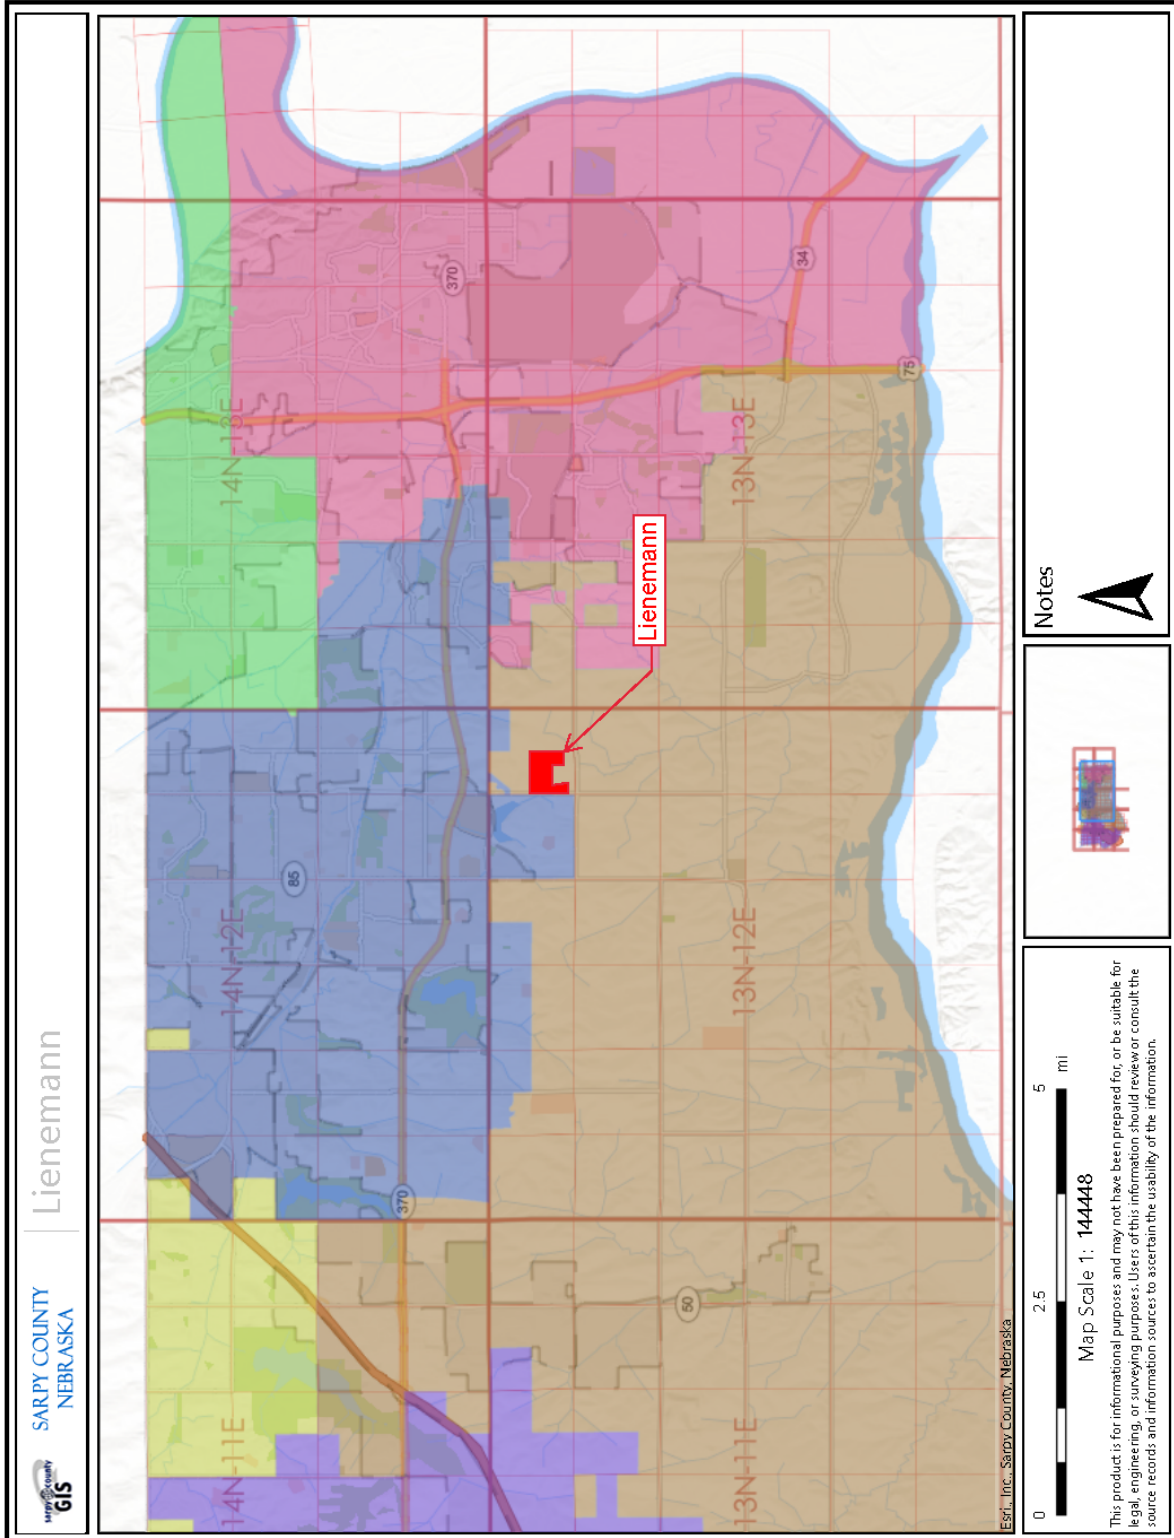 sarpy county
GIS
SARPY COUNTY
NEBRASKA
Lienemann
14N-11E
14N-12E
14N-13E
85
370
370
Lienemann
13N-11E
13N-12E
13N-13E
50
34
75
Esri, Inc., Sarpy County, Nebraska
0
2.5
5
mi
Map Scale 1: 144448
This product is for informational purposes and may not have been prepared for, or be suitable for
legal, engineering, or surveying purposes. Users of this information should review or consult the
source records and information sources to ascertain the usability of the information.
Notes